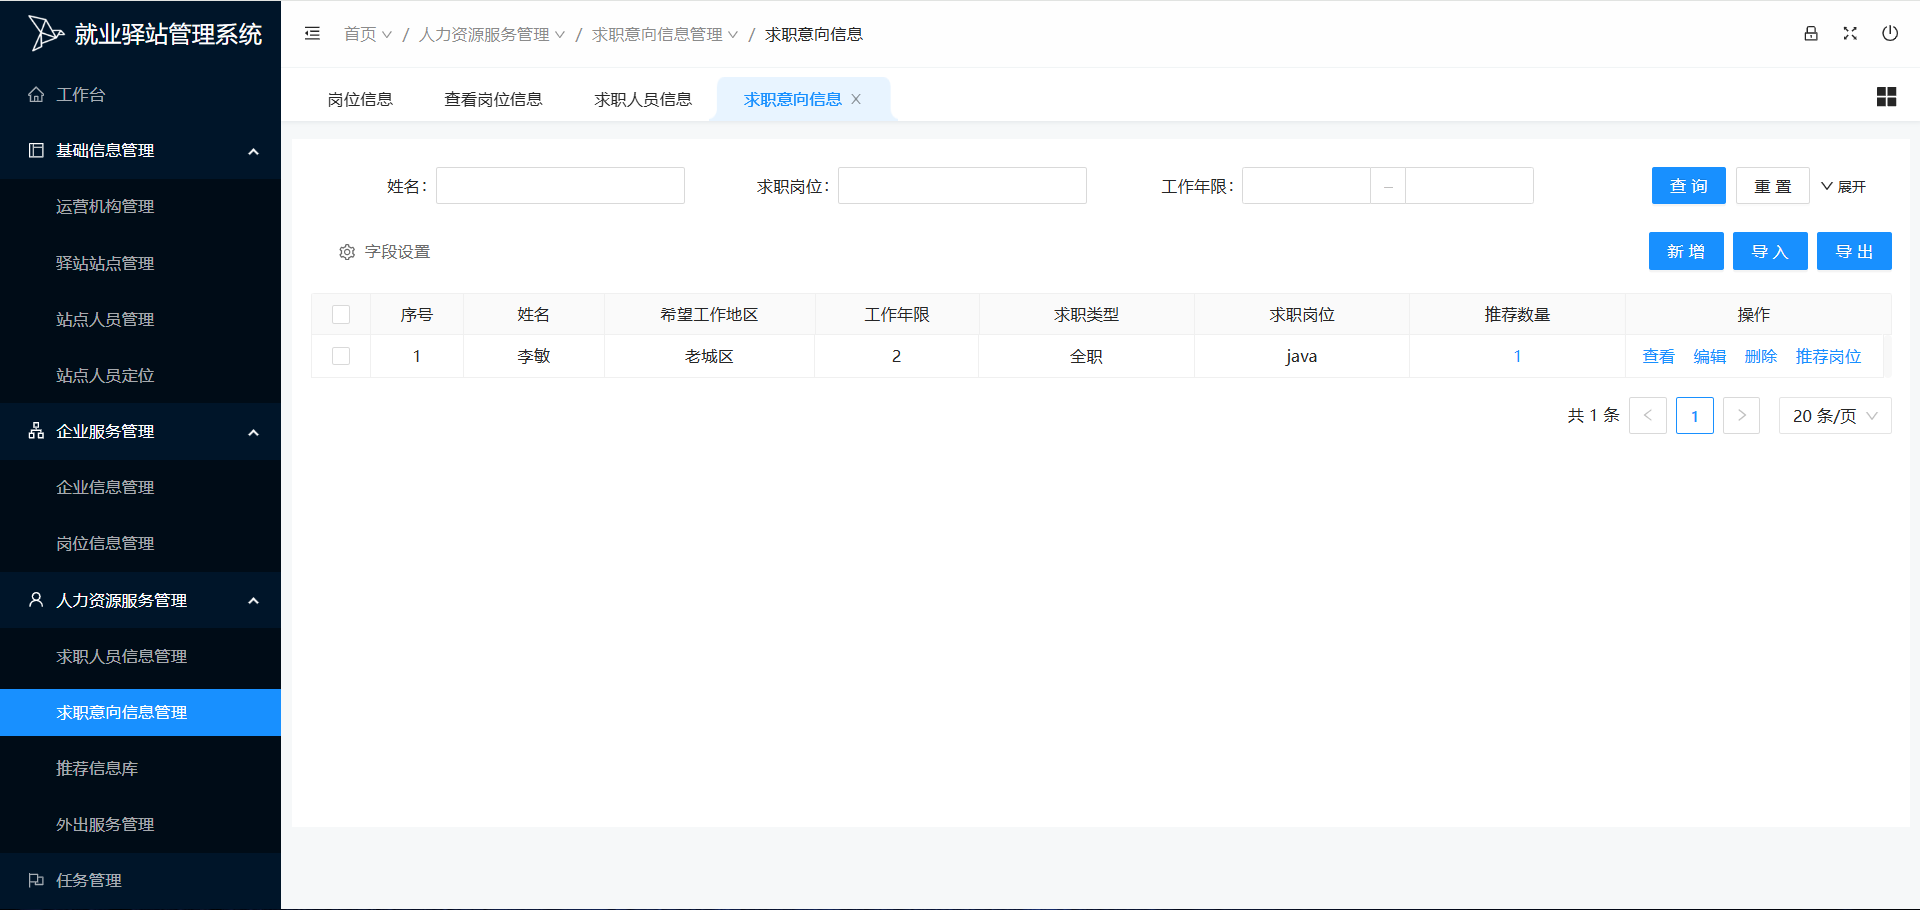 就业驿站管理系统
工作台
基础信息管理
运营机构管理
驿站站点管理
站点人员管理
站点人员定位
企业服务管理
企业信息管理
岗位信息管理
人力资源服务管理
求职人员信息管理
求职意向信息管理
推荐信息库
外出服务管理
任务管理
首页 / 人力资源服务管理 / 求职意向信息管理 / 求职意向信息
岗位信息 查看岗位信息 求职人员信息 求职意向信息
姓名: 求职岗位: 工作年限: – 查 询 重 置 展开
字段设置 新 增 导 入 导 出
序号 姓名 希望工作地区 工作年限 求职类型 求职岗位 推荐数量 操作
1 李敏 老城区 2 全职 java 1 查看 编辑 删除 推荐岗位
共 1 条 < 1 > 20 条/页